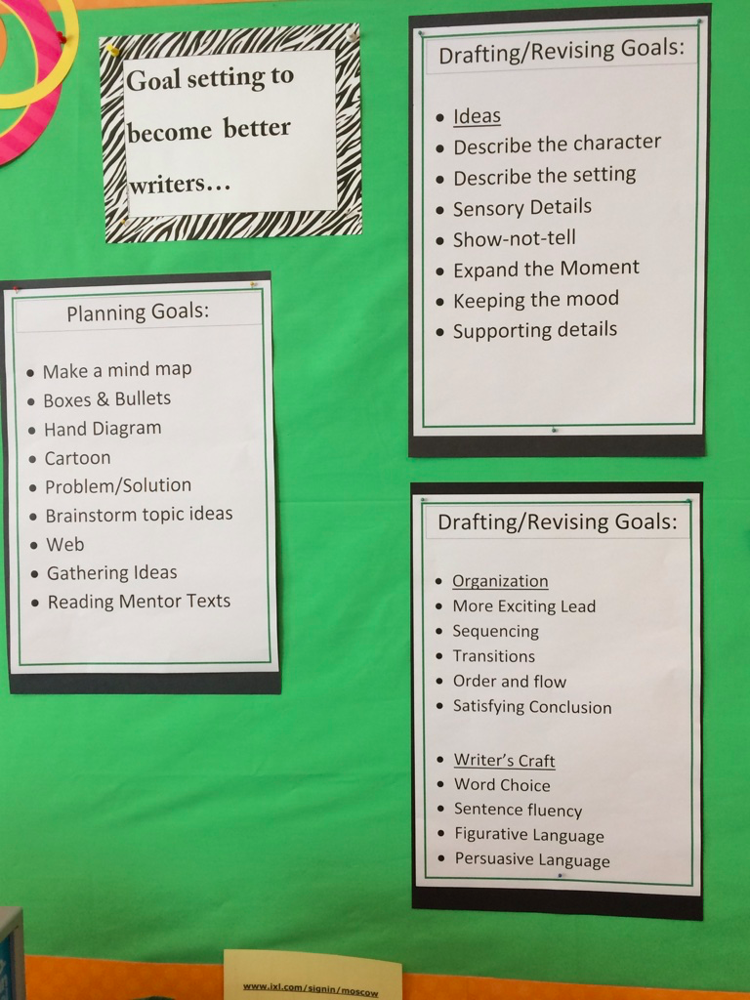 Goal setting to
become better
writers...
Planning Goals:
• Make a mind map
• Boxes & Bullets
• Hand Diagram
• Cartoon
• Problem/Solution
• Brainstorm topic ideas
• Web
• Gathering Ideas
• Reading Mentor Texts
Drafting/Revising Goals:
• Ideas
• Describe the character
• Describe the setting
• Sensory Details
• Show-not-tell
• Expand the Moment
• Keeping the mood
• Supporting details
Drafting/Revising Goals:
• Organization
• More Exciting Lead
• Sequencing
• Transitions
• Order and flow
• Satisfying Conclusion
• Writer's Craft
• Word Choice
• Sentence fluency
• Figurative Language
• Persuasive Language
www.ixl.com/signin/moscow